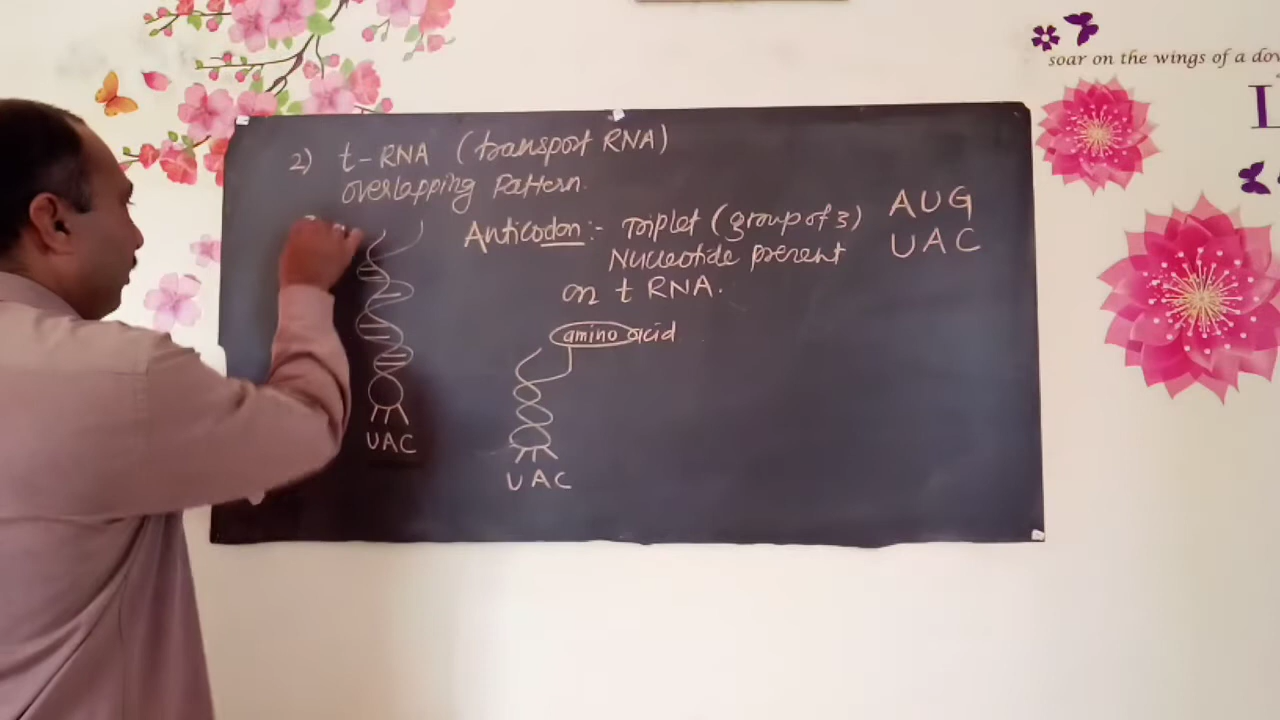 2) t-RNA (transport RNA)
overlapping Pattern.
Anticodon:- Triplet (group of 3)
Nucleotide present
on t RNA.
AUG
UAC
amino acid
UAC
UAC
soar on the wings of a